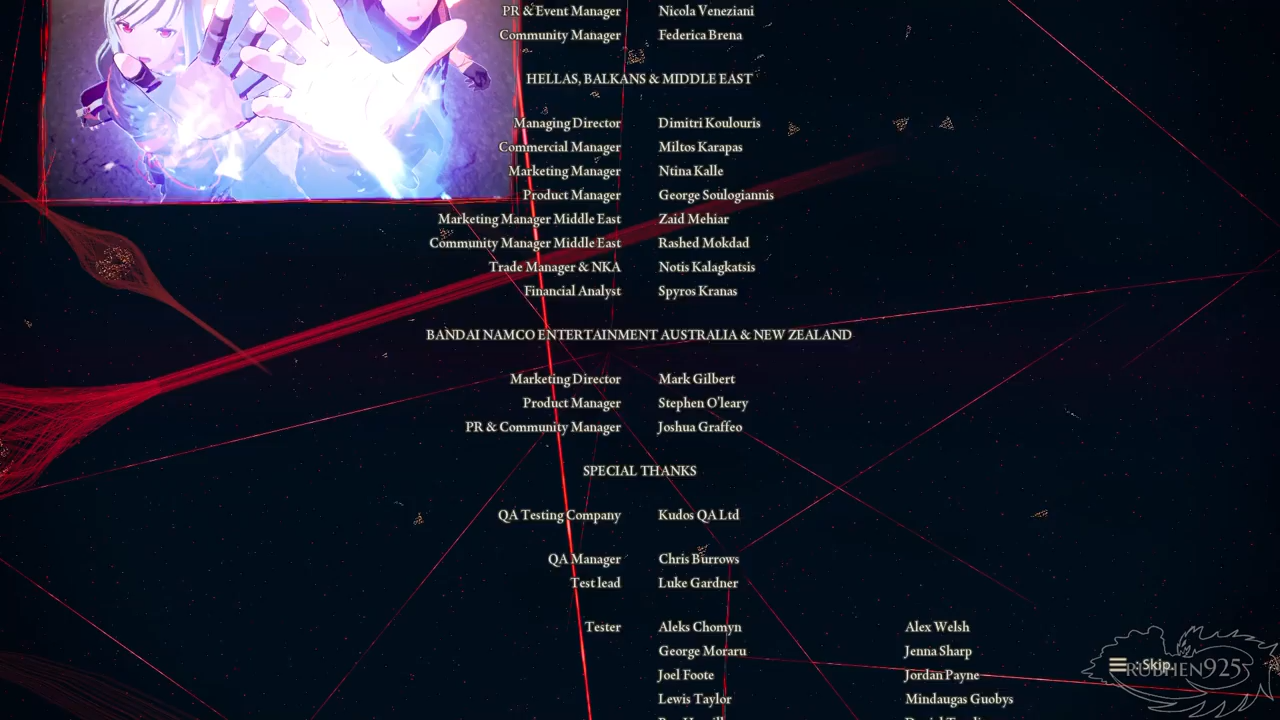 PR & Event Manager Nicola Veneziani
Community Manager Federica Brena
HELLAS, BALKANS & MIDDLE EAST
Managing Director Dimitri Koulouris
Commercial Manager Miltos Karapas
Marketing Manager Ntina Kalle
Product Manager George Soulogiannis
Marketing Manager Middle East Zaid Mehiar
Community Manager Middle East Rashed Mokdad
Trade Manager & NKA Notis Kalagkatsis
Financial Analyst Spyros Kranas
BANDAI NAMCO ENTERTAINMENT AUSTRALIA & NEW ZEALAND
Marketing Director Mark Gilbert
Product Manager Stephen O'leary
PR & Community Manager Joshua Graffeo
SPECIAL THANKS
QA Testing Company Kudos QA Ltd
QA Manager Chris Burrows
Test lead Luke Gardner
Tester Aleks Chomyn Alex Welsh
George Moraru Jenna Sharp
Joel Foote Jordan Payne
Lewis Taylor Mindaugas Guobys
: Skip
RUBHEN925